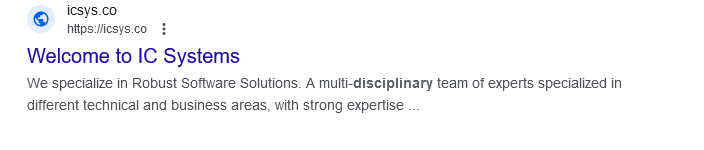 icsys.co
https://icsys.co
Welcome to IC Systems
We specialize in Robust Software Solutions. A multi-disciplinary team of experts specialized in
different technical and business areas, with strong expertise ...